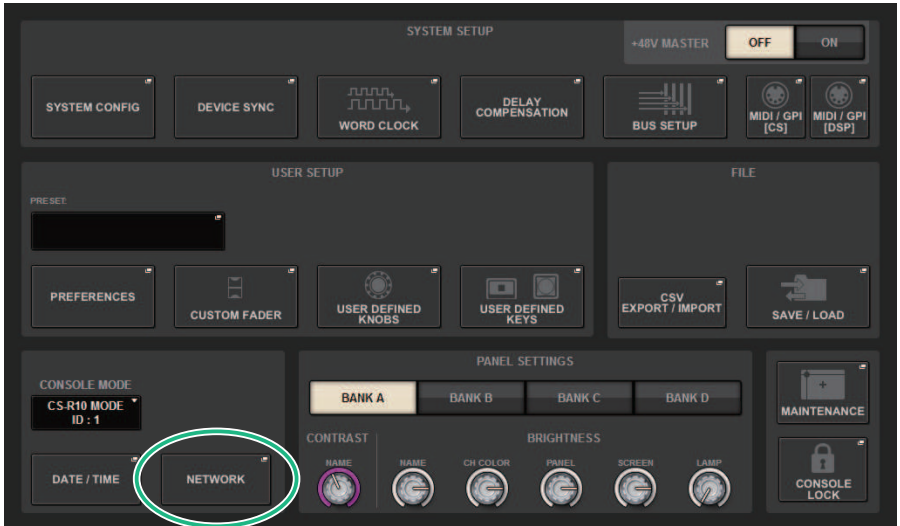 SYSTEM SETUP
+48V MASTER
OFF
ON
SYSTEM CONFIG
DEVICE SYNC
WORD CLOCK
DELAY
COMPENSATION
BUS SETUP
MIDI / GPI
[CS]
MIDI / GPI
[DSP]
USER SETUP
PRESET:
PREFERENCES
CUSTOM FADER
USER DEFINED
KNOBS
USER DEFINED
KEYS
FILE
CSV
EXPORT / IMPORT
SAVE / LOAD
CONSOLE MODE
CS-R10 MODE
ID : 1
DATE / TIME
NETWORK
PANEL SETTINGS
BANK A
BANK B
BANK C
BANK D
CONTRAST
BRIGHTNESS
NAME
NAME
CH COLOR
PANEL
SCREEN
LAMP
MAINTENANCE
CONSOLE
LOCK